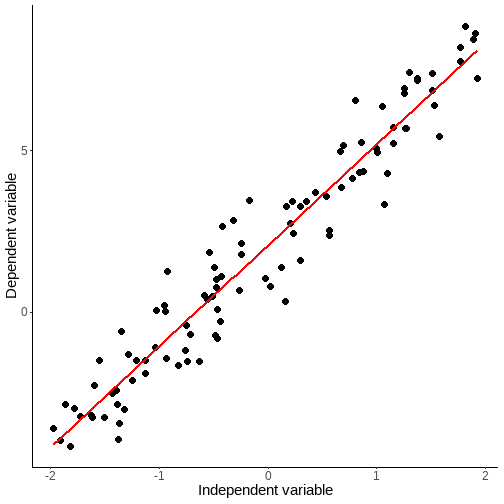 Dependent variable
5
0
-2 -1 0 1 2
Independent variable